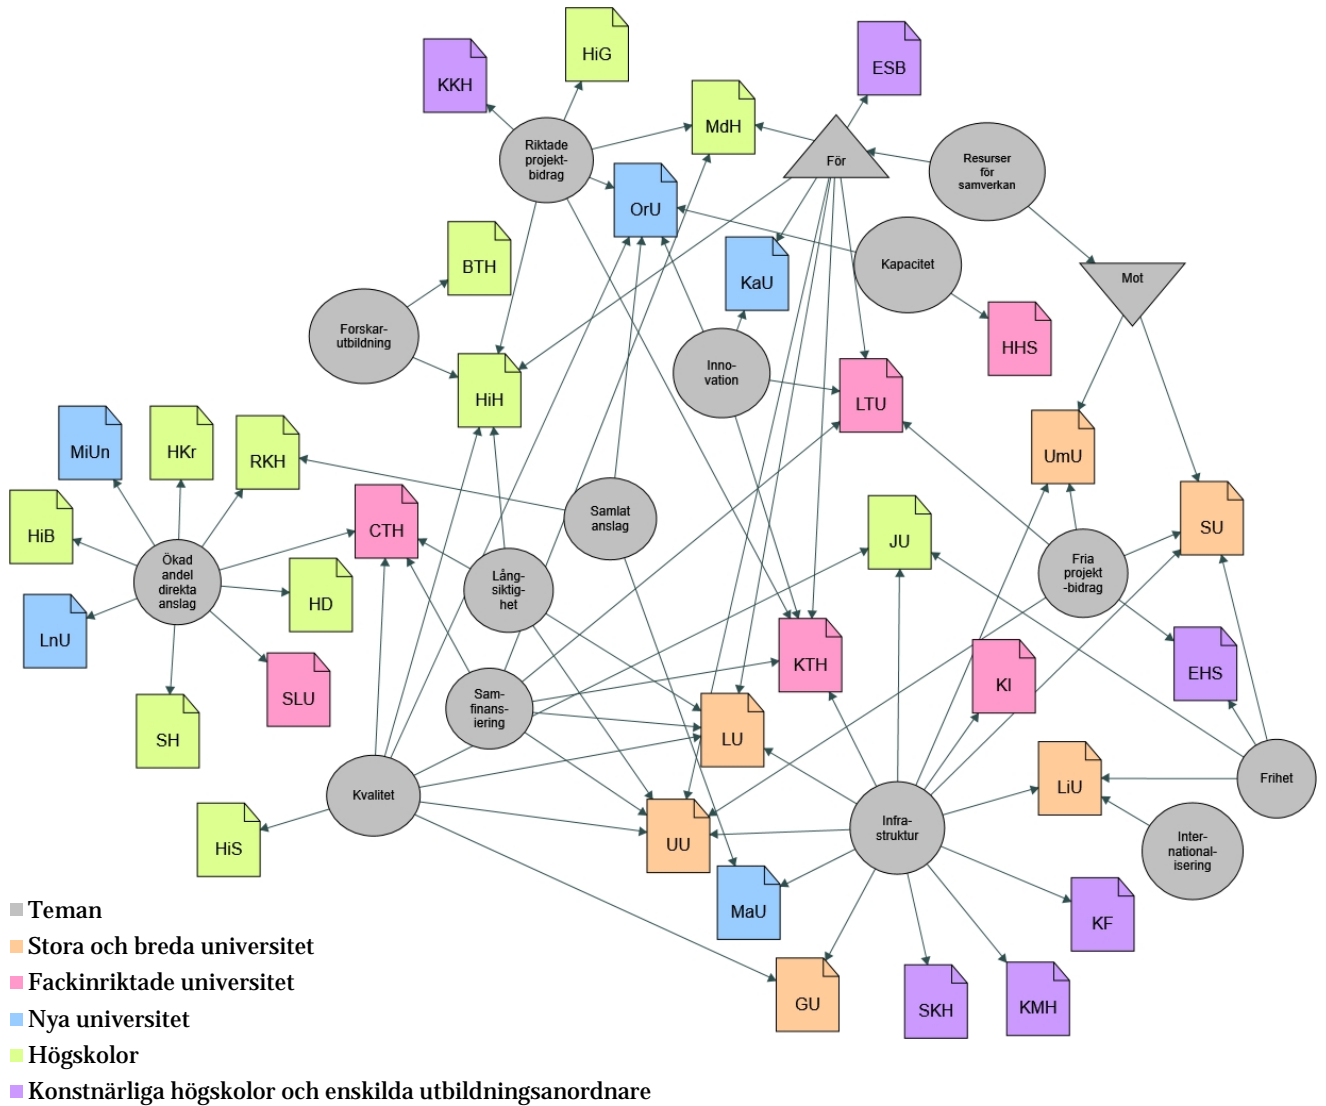 HiG
ESB
KKH
MdH
Riktade
projekt-
bidrag
För
Resurser
för
samverkan
OrU
BTH
KaU
Kapacitet
Mot
Forskar-
utbildning
HHS
Inno-
vation
HiH
LTU
MiUn
HKr
RKH
UmU
Samlat
anslag
HiB
CTH
JU
SU
Ökad
andel
direkta
anslag
Lång-
siktig-
het
Fria
projekt
-bidrag
HD
LnU
KTH
EHS
KI
SLU
Sam-
finans-
iering
SH
LU
Kvalitet
LiU
Frihet
Infra-
struktur
HiS
UU
Inter-
national-
isering
MaU
KF
GU
SKH
KMH
Teman
Stora och breda universitet
Fackinriktade universitet
Nya universitet
Högskolor
Konstnärliga högskolor och enskilda utbildningsanordnare